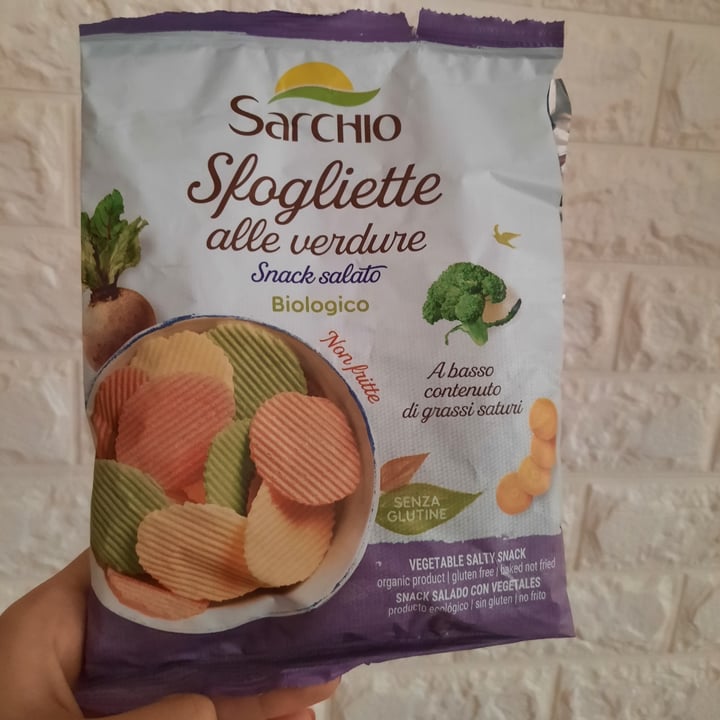 Sarchio
Sfogliette
alle verdure
Snack salato
Biologico
Non fritte
A basso
contenuto
di grassi saturi
SENZA
GLUTINE
VEGETABLE SALTY SNACK
organic product | gluten free | baked not fried
SNACK SALADO CON VEGETALES
producto ecológico / sin gluten | no frito